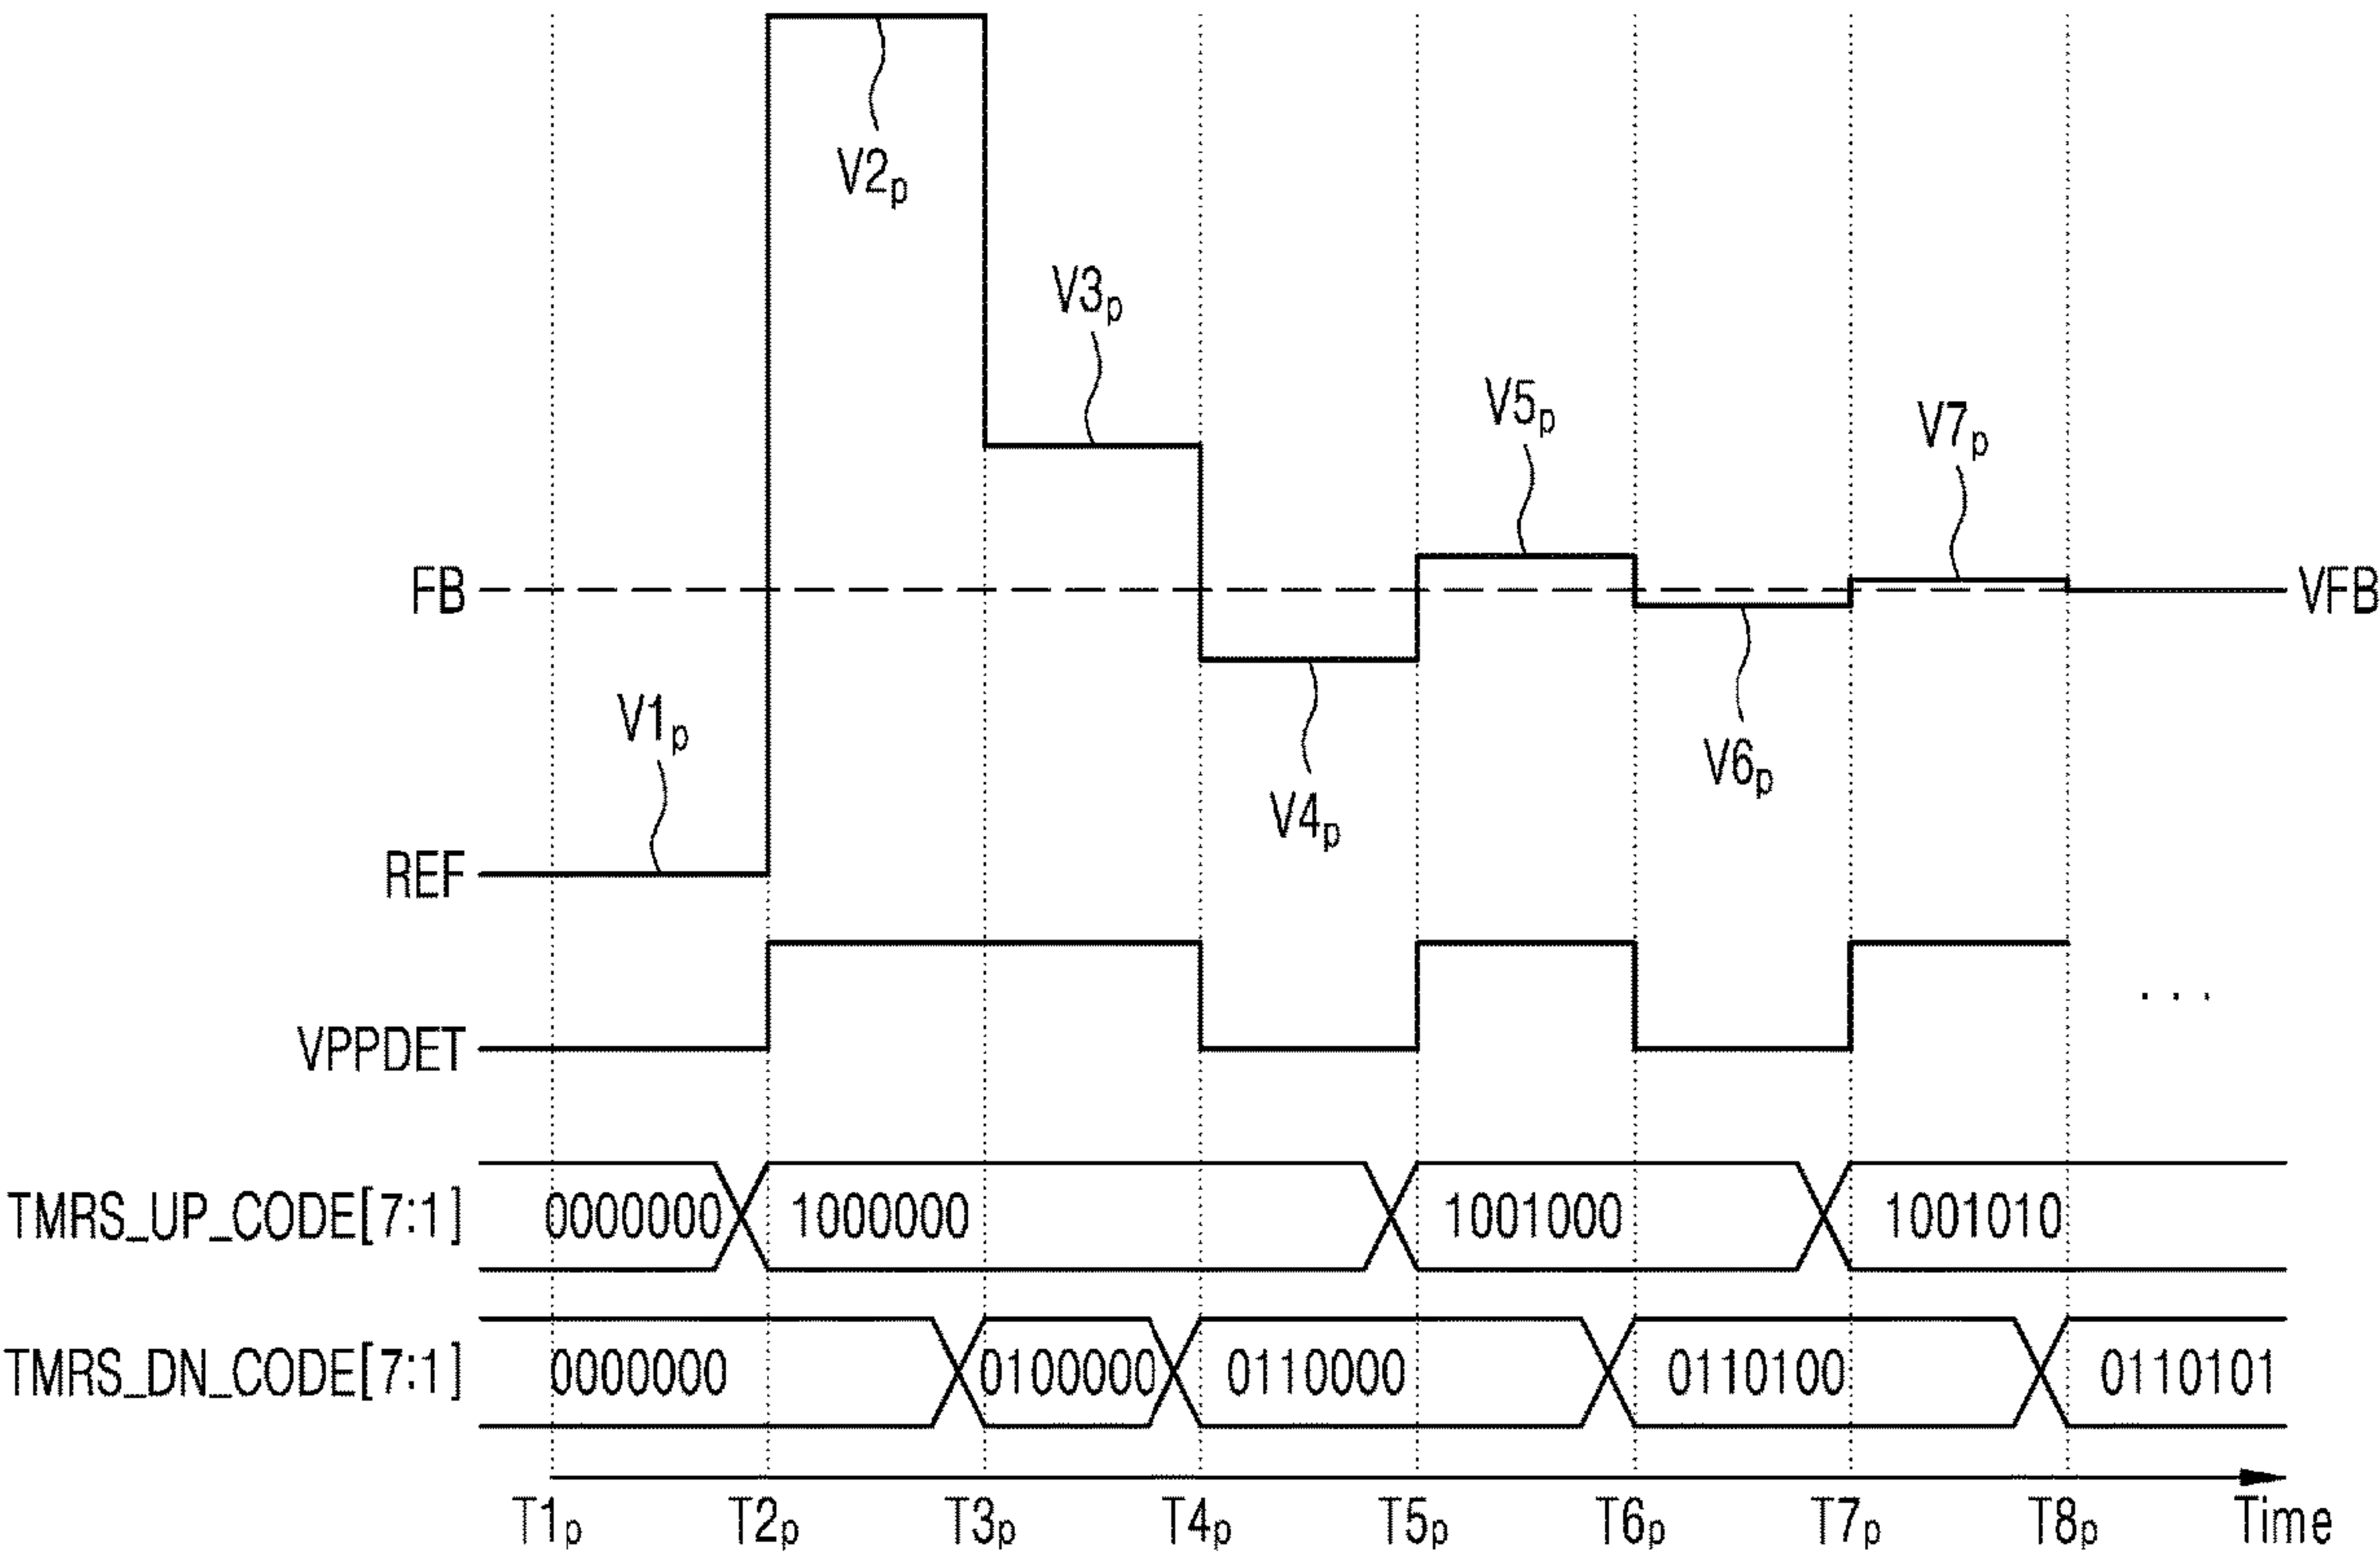 V2p
V3p
V5p
V7p
FB
VFB
V1p
V6p
V4p
REF
VPPDET
. . .
TMRS_UP_CODE[7:1] 0000000 1000000 1001000 1001010
TMRS_DN_CODE[7:1] 0000000 0100000 0110000 0110100 0110101
T1p T2p T3p T4p T5p T6p T7p T8p Time